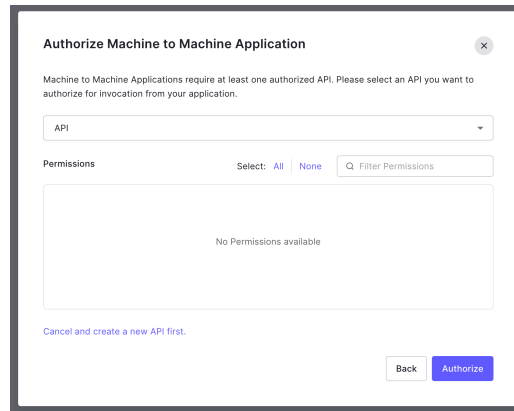 Authorize Machine to Machine Application
Machine to Machine Applications require at least one authorized API. Please select an API you want to
authorize for invocation from your application.
API
Permissions Select: All None Filter Permissions
No Permissions available
Cancel and create a new API first.
Back Authorize